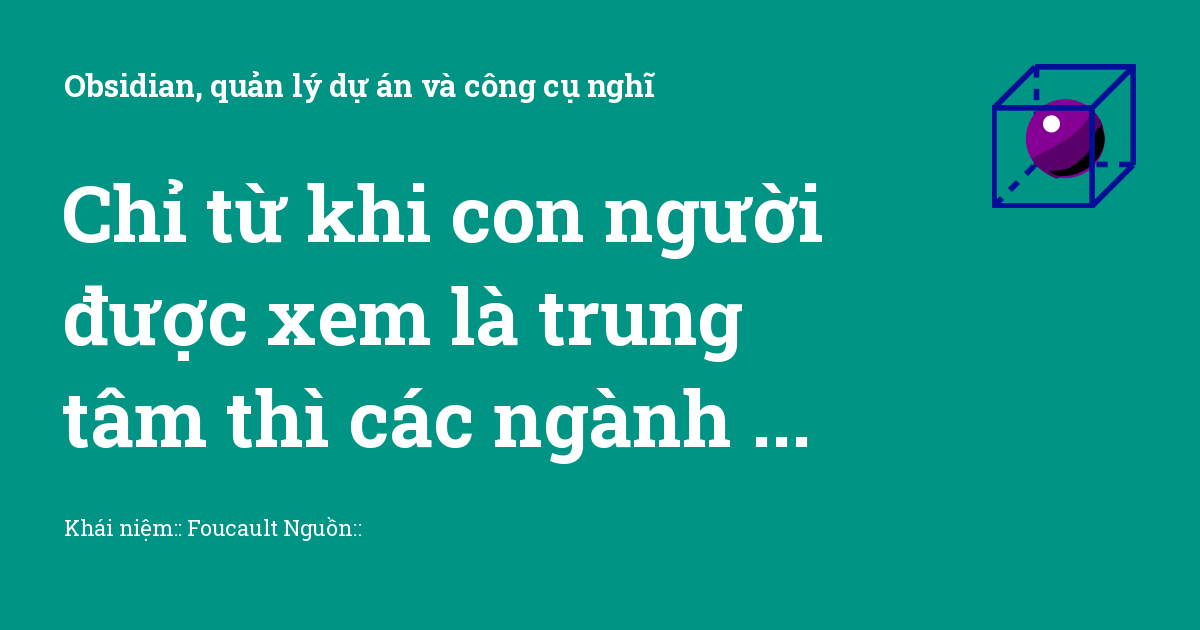 Obsidian, quản lý dự án và công cụ nghĩ
Chỉ từ khi con người
được xem là trung
tâm thì các ngành ...
Khái niệm:: Foucault Nguồn::